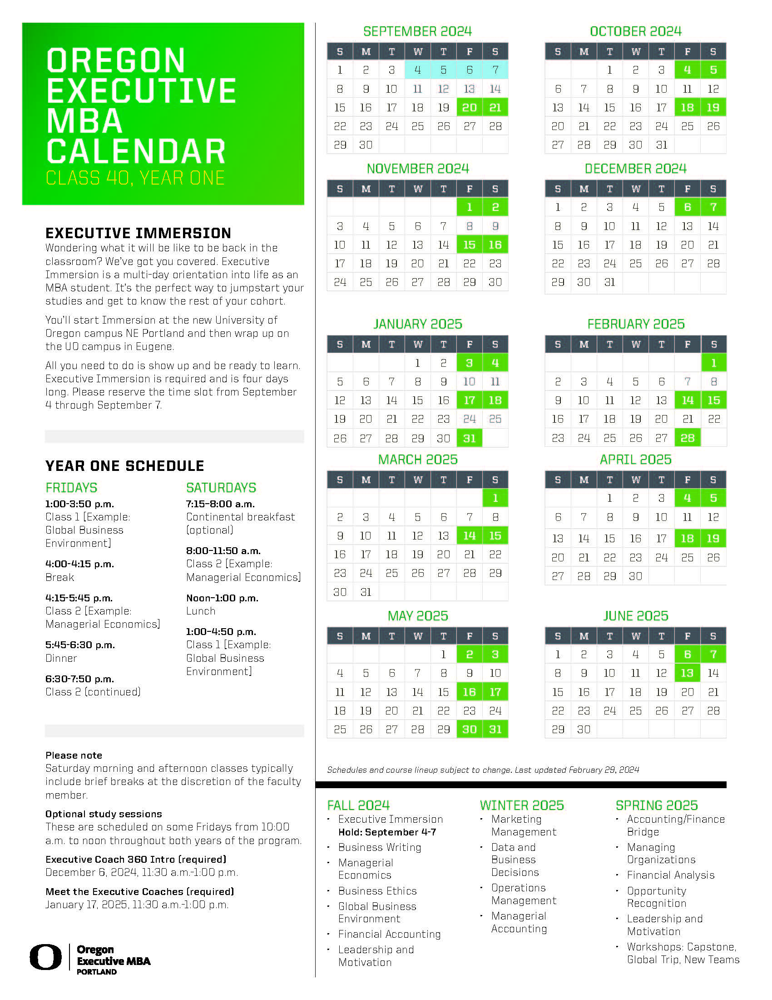 OREGON
EXECUTIVE
MBA
CALENDAR
CLASS 40, YEAR ONE
EXECUTIVE IMMERSION
Wondering what it will be like to be back in the
classroom? We've got you covered. Executive
Immersion is a multi-day orientation into life as an
MBA student. It's the perfect way to jumpstart your
studies and get to know the rest of your cohort.
You'll start Immersion at the new University of
Oregon campus NE Portland and then wrap up on
the UO campus in Eugene.
All you need to do is show up and be ready to learn.
Executive Immersion is required and is four days
long. Please reserve the time slot from September
4 through September 7.
YEAR ONE SCHEDULE
FRIDAYS
1:00-3:50 p.m.
Class 1 [Example:
Global Business
Environment]
4:00-4:15 p.m.
Break
4:15-5:45 p.m.
Class 2 [Example:
Managerial Economics]
5:45-6:30 p.m.
Dinner
6:30-7:50 p.m.
Class 2 (continued)
SATURDAYS
7:15–8:00 a.m.
Continental breakfast
(optional)
8:00–11:50 a.m.
Class 2 [Example:
Managerial Economics]
Noon–1:00 p.m.
Lunch
1:00–4:50 p.m.
Class 1 [Example:
Global Business
Environment]
Please note
Saturday morning and afternoon classes typically
include brief breaks at the discretion of the faculty
member.
Optional study sessions
These are scheduled on some Fridays from 10:00
a.m. to noon throughout both years of the program.
Executive Coach 360 Intro (required)
December 6, 2024, 11:30 a.m.-1:00 p.m.
Meet the Executive Coaches (required)
January 17, 2025, 11:30 a.m.-1:00 p.m.
O
Oregon
Executive MBA
PORTLAND
SEPTEMBER 2024
S M T W T F S
1 2 3 4 5 6 7
8 9 10 11 12 13 14
15 16 17 18 19 20 21
22 23 24 25 26 27 28
29 30
OCTOBER 2024
S M T W T F S
1 2 3 4 5
6 7 8 9 10 11 12
13 14 15 16 17 18 19
20 21 22 23 24 25 26
27 28 29 30 31
NOVEMBER 2024
S M T W T F S
1 2
3 4 5 6 7 8 9
10 11 12 13 14 15 16
17 18 19 20 21 22 23
24 25 26 27 28 29 30
DECEMBER 2024
S M T W T F S
1 2 3 4 5 6 7
8 9 10 11 12 13 14
15 16 17 18 19 20 21
22 23 24 25 26 27 28
29 30 31
JANUARY 2025
S M T W T F S
1 2 3 4
5 6 7 8 9 10 11
12 13 14 15 16 17 18
19 20 21 22 23 24 25
26 27 28 29 30 31
FEBRUARY 2025
S M T W T F S
1
2 3 4 5 6 7 8
9 10 11 12 13 14 15
16 17 18 19 20 21 22
23 24 25 26 27 28
MARCH 2025
S M T W T F S
1
2 3 4 5 6 7 8
9 10 11 12 13 14 15
16 17 18 19 20 21 22
23 24 25 26 27 28 29
30 31
APRIL 2025
S M T W T F S
1 2 3 4 5
6 7 8 9 10 11 12
13 14 15 16 17 18 19
20 21 22 23 24 25 26
27 28 29 30
MAY 2025
S M T W T F S
1 2 3
4 5 6 7 8 9 10
11 12 13 14 15 16 17
18 19 20 21 22 23 24
25 26 27 28 29 30 31
JUNE 2025
S M T W T F S
1 2 3 4 5 6 7
8 9 10 11 12 13 14
15 16 17 18 19 20 21
22 23 24 25 26 27 28
29 30
Schedules and course lineup subject to change. Last updated February 29, 2024
FALL 2024
• Executive Immersion
Hold: September 4-7
• Business Writing
• Managerial
Economics
• Business Ethics
• Global Business
Environment
• Financial Accounting
• Leadership and
Motivation
WINTER 2025
• Marketing
Management
• Data and
Business
Decisions
• Operations
Management
• Managerial
Accounting
SPRING 2025
• Accounting/Finance
Bridge
• Managing
Organizations
• Financial Analysis
• Opportunity
Recognition
• Leadership and
Motivation
• Workshops: Capstone,
Global Trip, New Teams